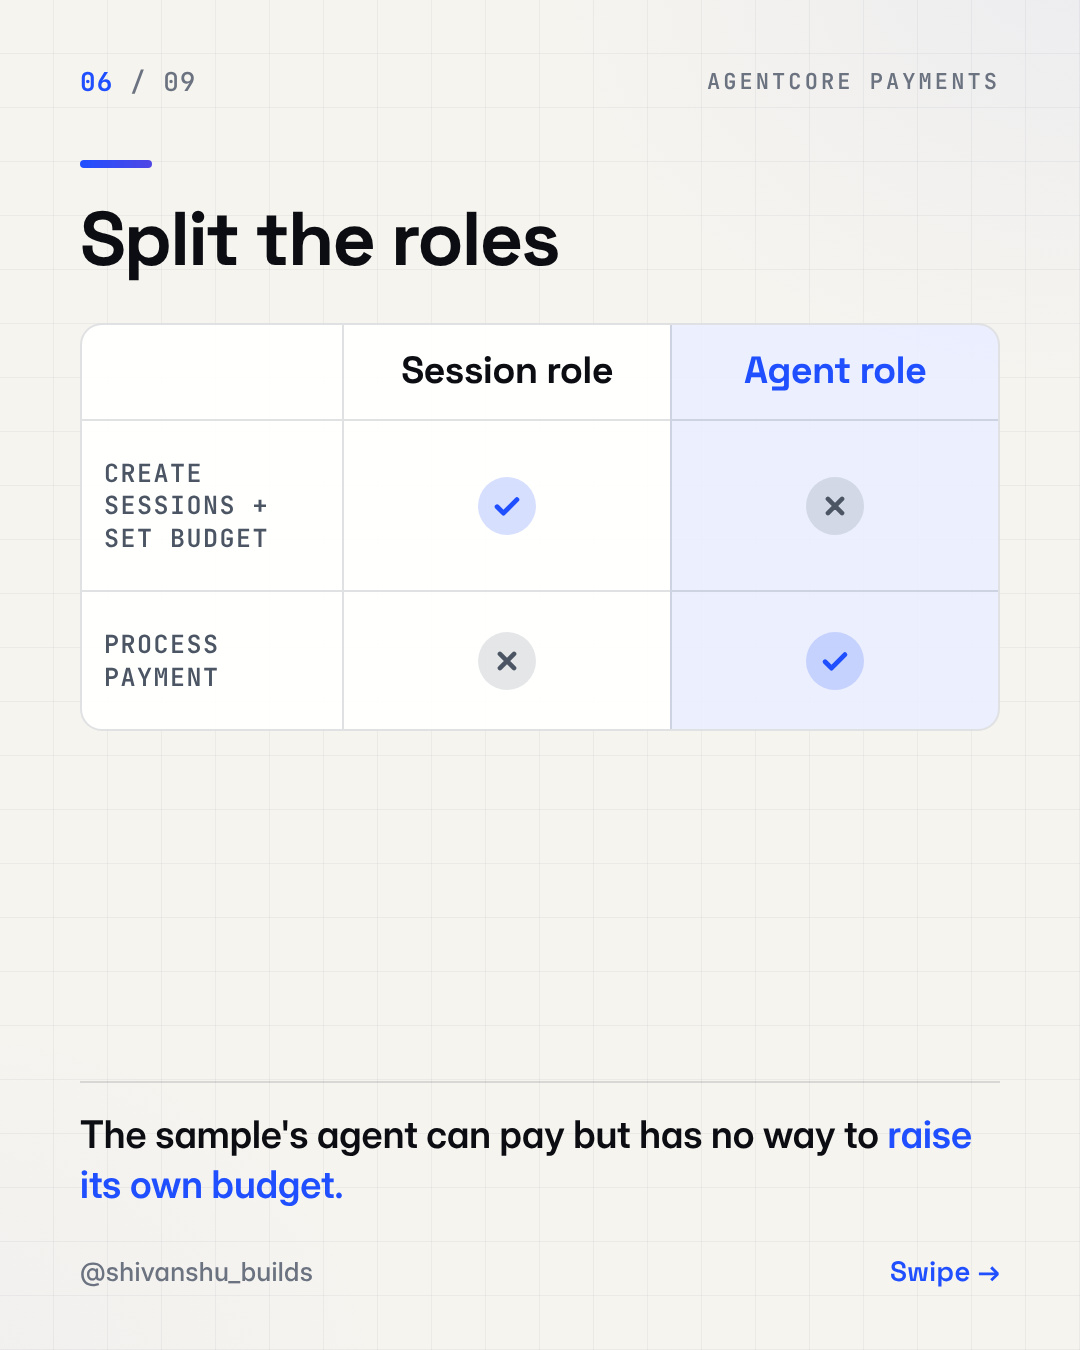 06 / 09
AGENTCORE PAYMENTS
Split the roles
Session role
Agent role
CREATE
SESSIONS +
SET BUDGET
PROCESS
PAYMENT
The sample's agent can pay but has no way to raise
its own budget.
@shivanshu_builds
Swipe →